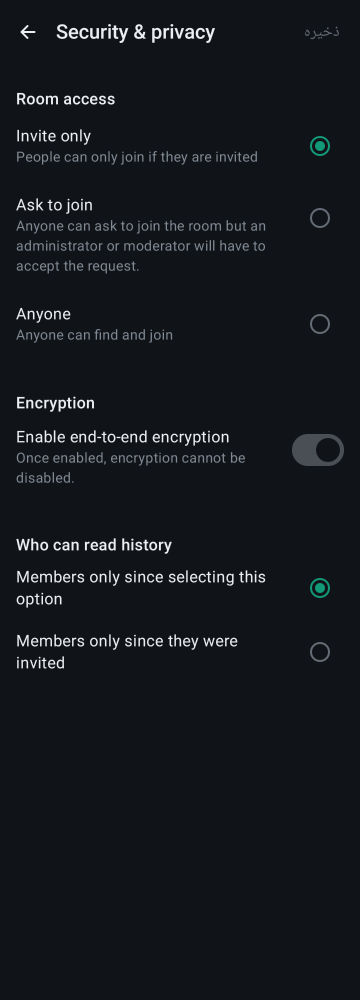 Security & privacy
ذخیره
Room access
Invite only
People can only join if they are invited
Ask to join
Anyone can ask to join the room but an
administrator or moderator will have to
accept the request.
Anyone
Anyone can find and join
Encryption
Enable end-to-end encryption
Once enabled, encryption cannot be
disabled.
Who can read history
Members only since selecting this
option
Members only since they were
invited